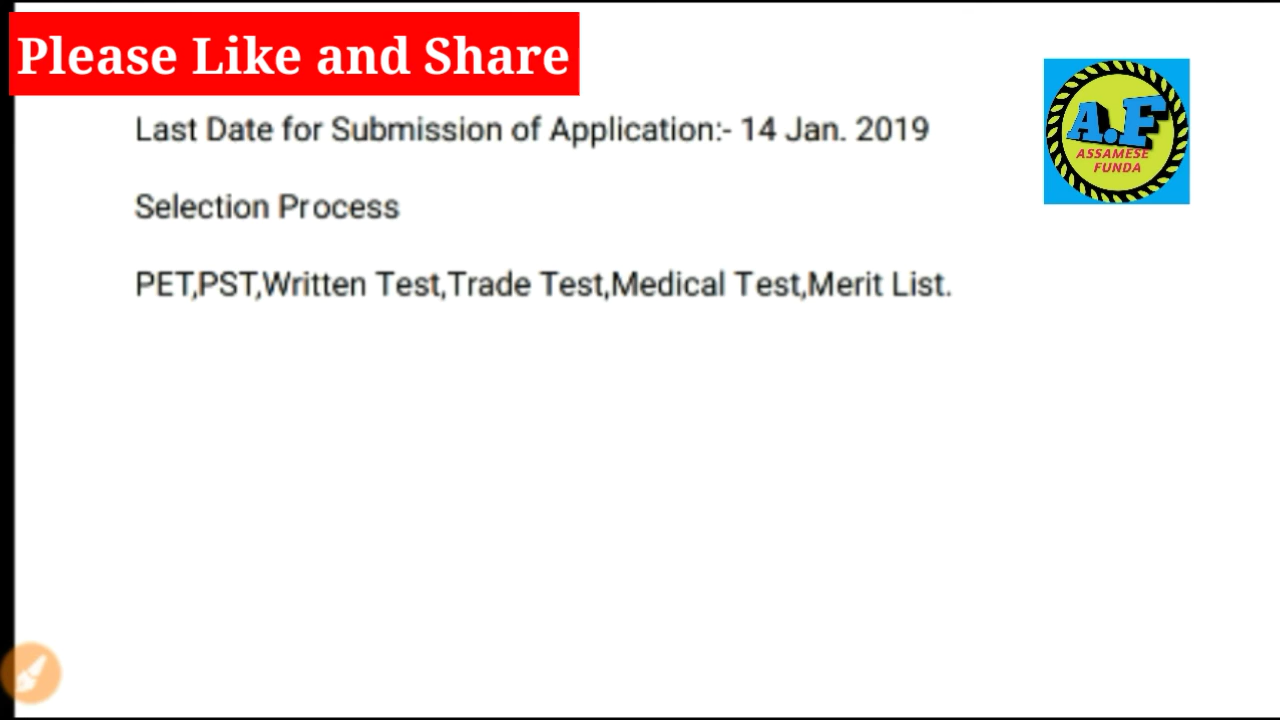 Please Like and Share
Last Date for Submission of Application:- 14 Jan. 2019
A.F
ASSAMESE
FUNDA
Selection Process
PET,PST,Written Test,Trade Test,Medical Test,Merit List.